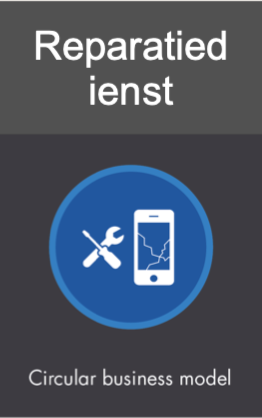 Reparatied
ienst
Circular business model